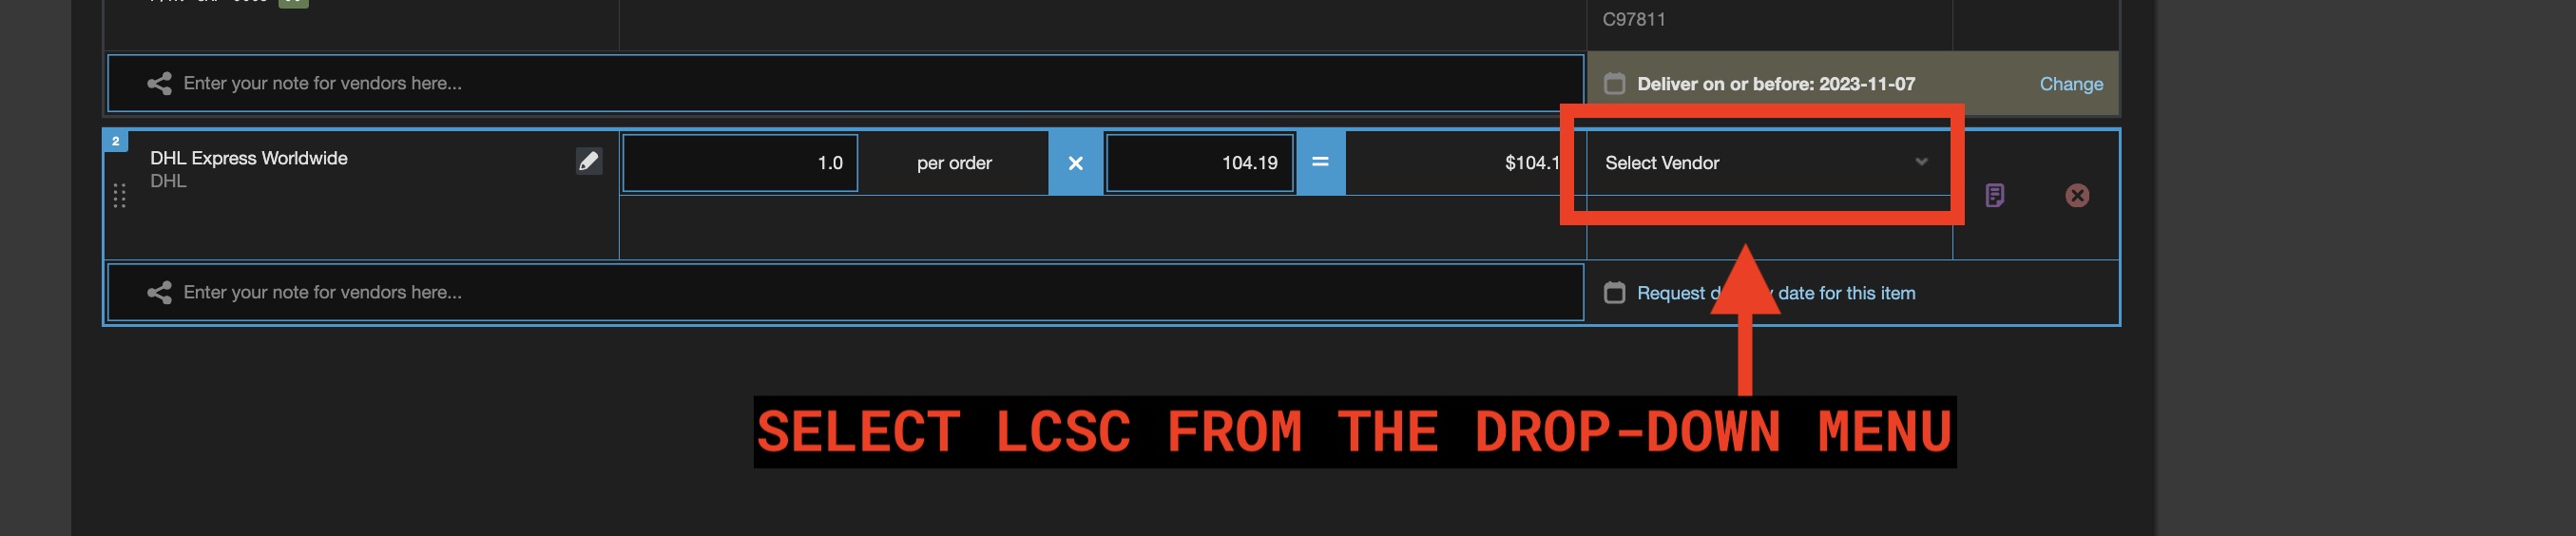 C97811
Enter your note for vendors here...
Deliver on or before: 2023-11-07
Change
2
DHL Express Worldwide
DHL
1.0
per order
×
104.19
=
$104.1
Select Vendor
Enter your note for vendors here...
Request d y date for this item
SELECT LCSC FROM THE DROP-DOWN MENU